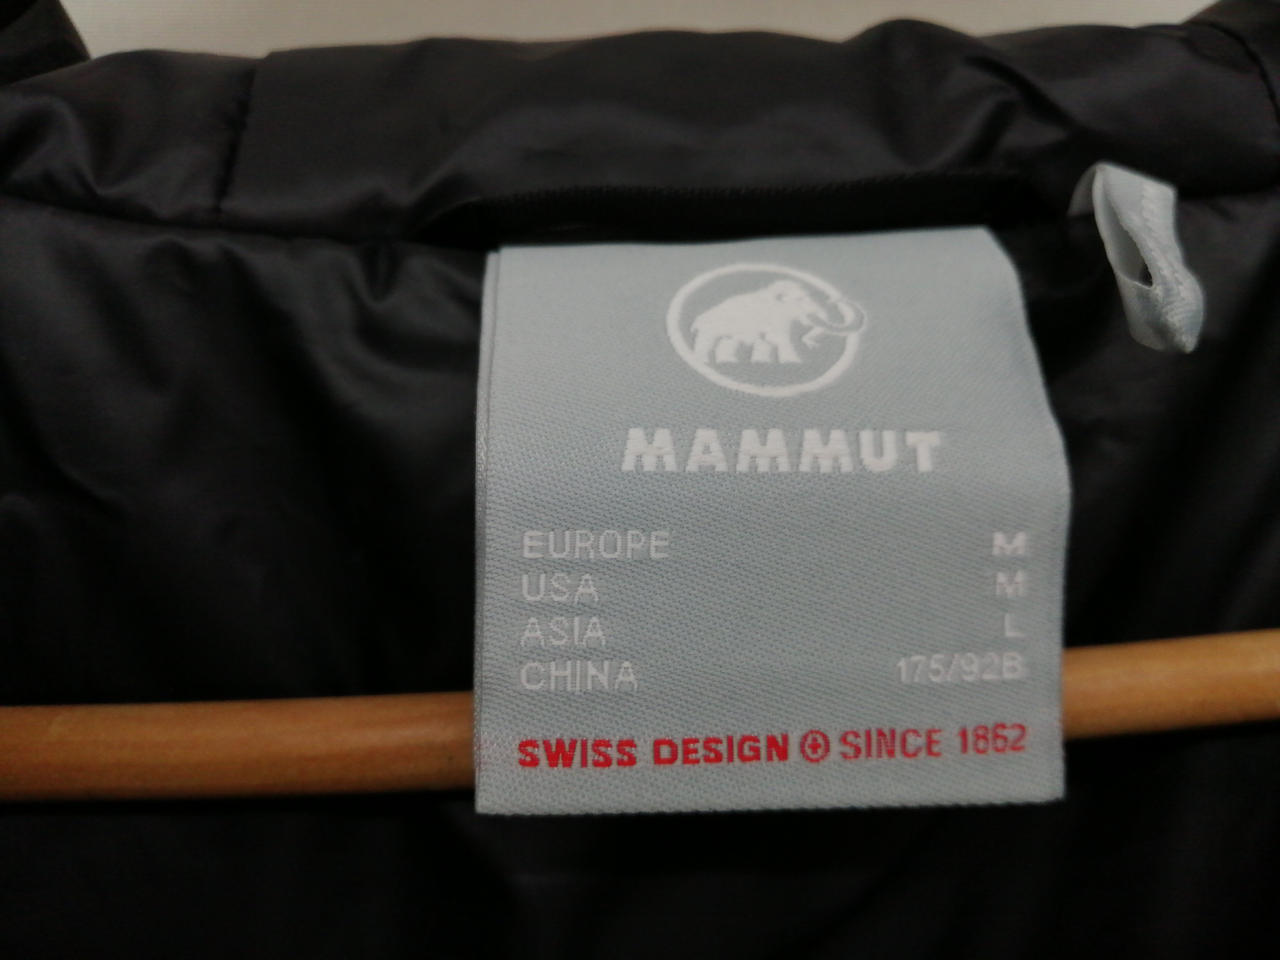 MAMMUT
EUROPE M
USA M
ASIA L
CHINA 175/92B
SWISS DESIGN SINCE 1862